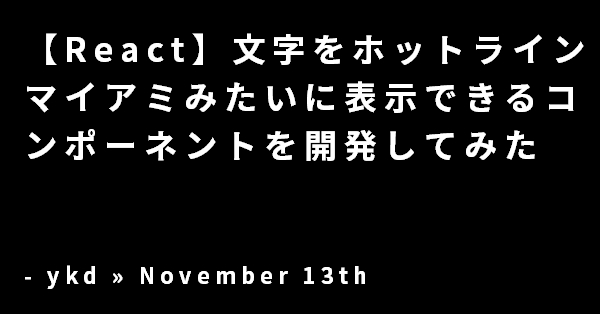 【React】文字をホットライン
マイアミみたいに表示できるコ
ンポーネントを開発してみた
- ykd » November 13th